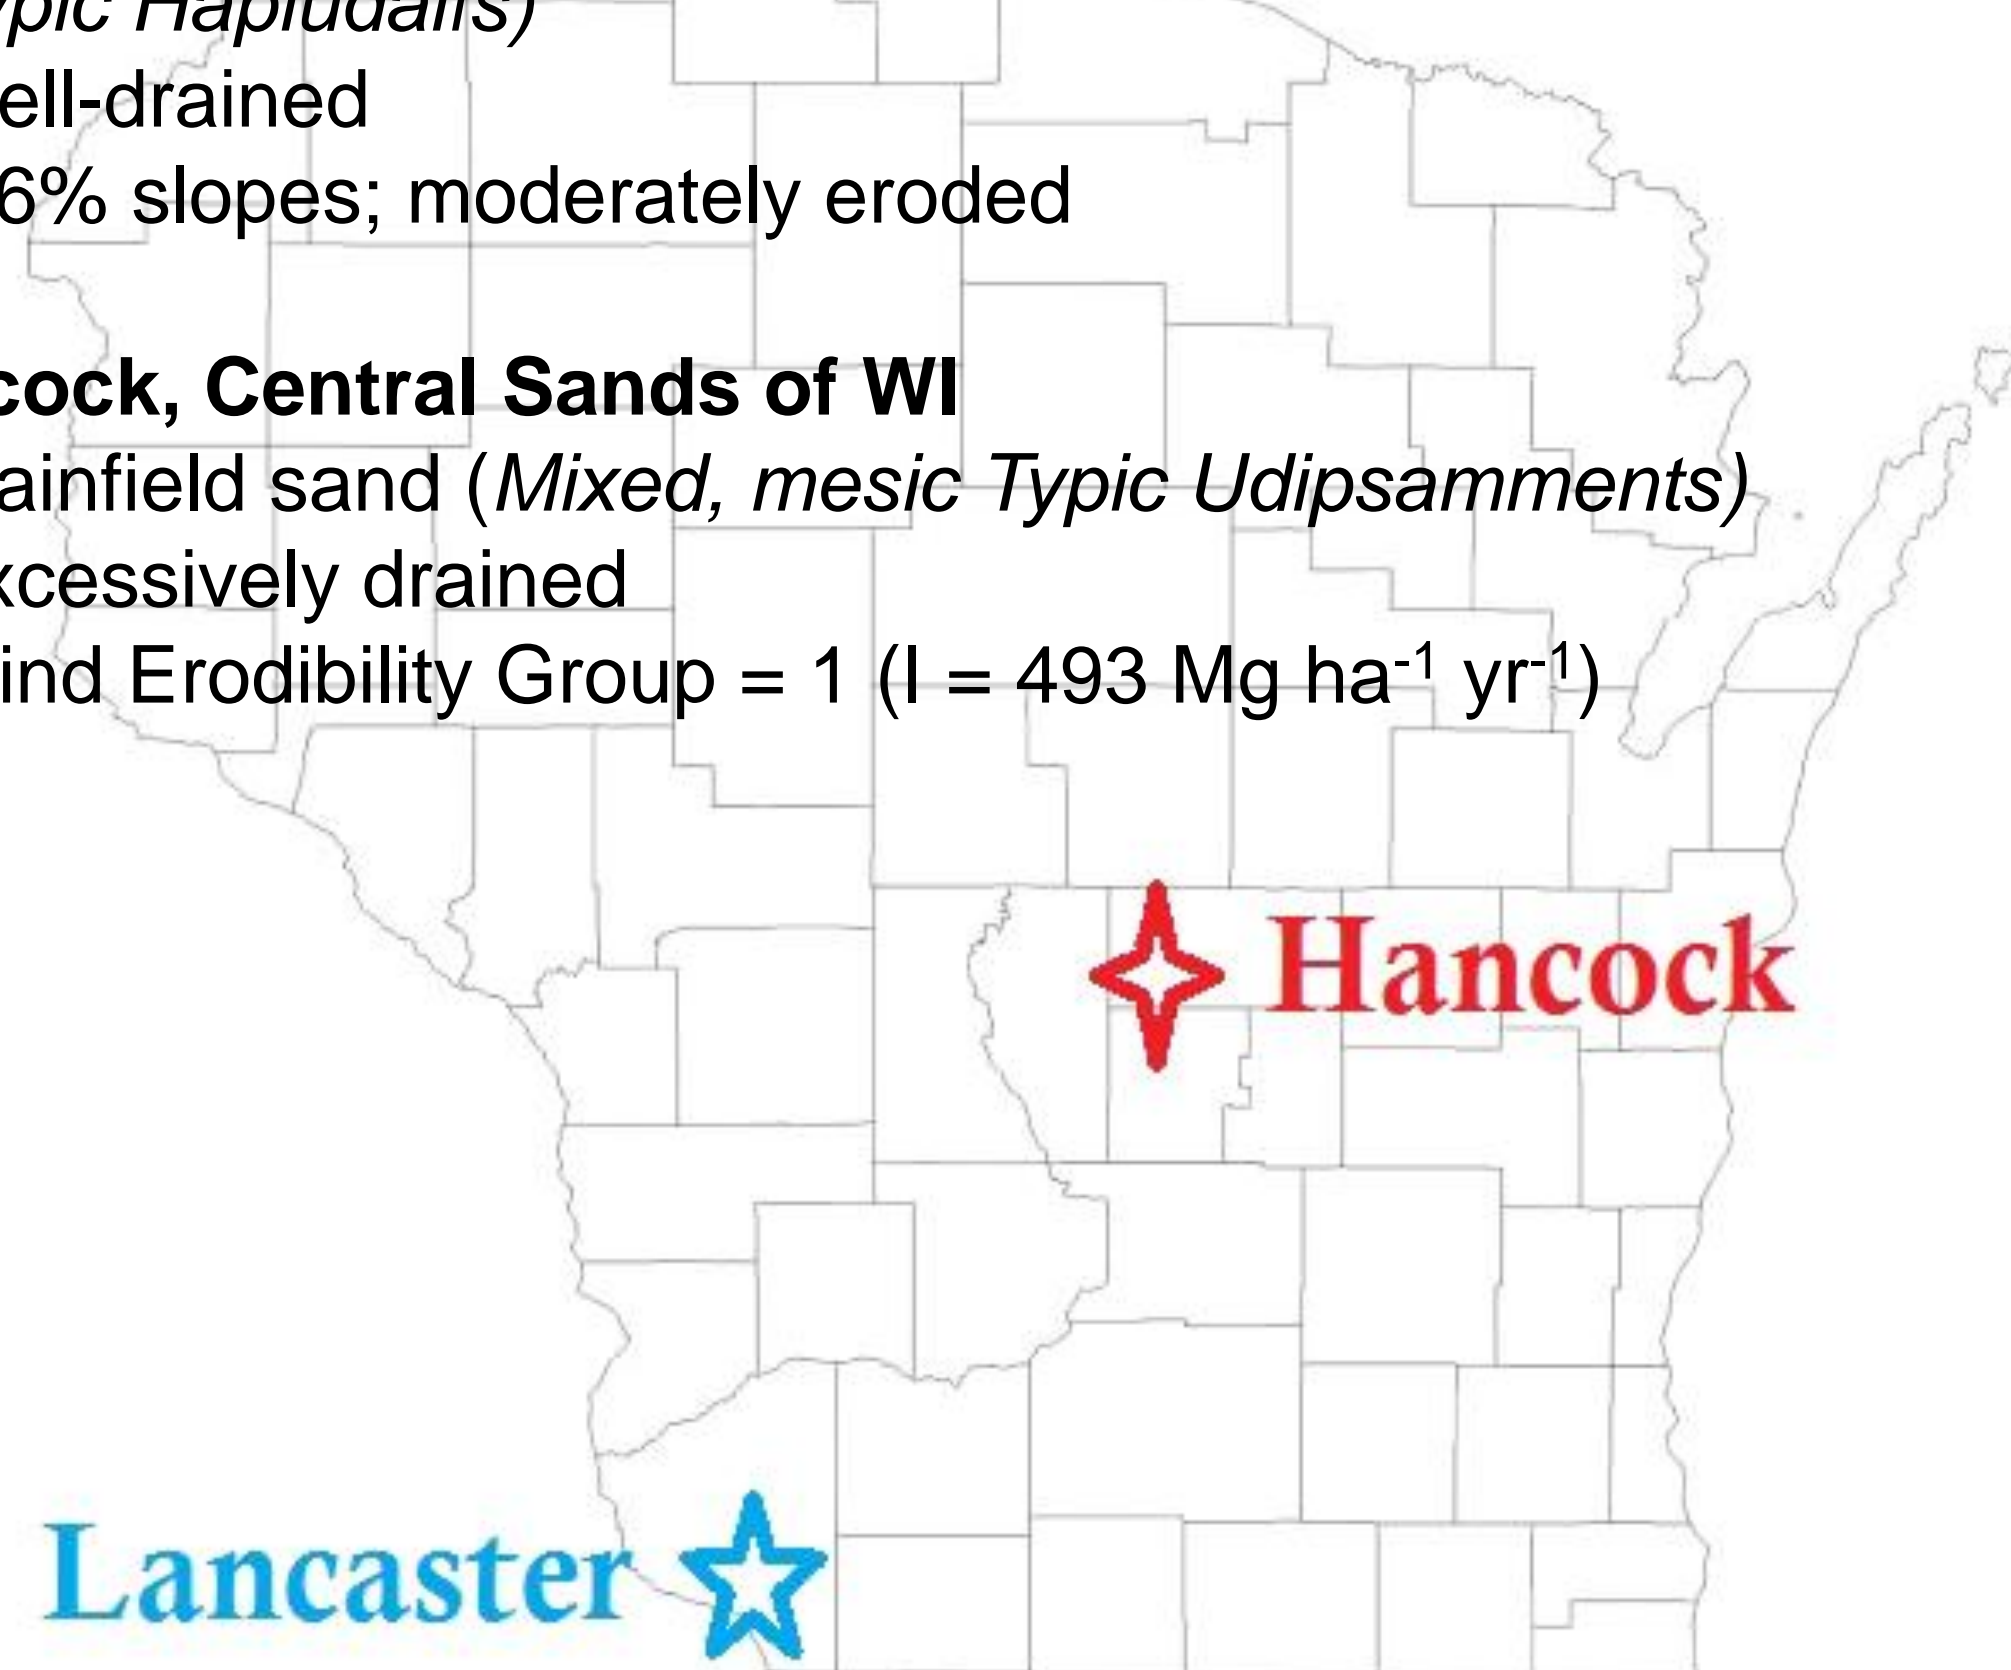 ypic Hapludalfs)
ell-drained
6% slopes; moderately eroded
cock, Central Sands of WI
ainfield sand (Mixed, mesic Typic Udipsamments)
xcessively drained
ind Erodibility Group = 1 (I = 493 Mg ha-1 yr-1)
Hancock
Lancaster